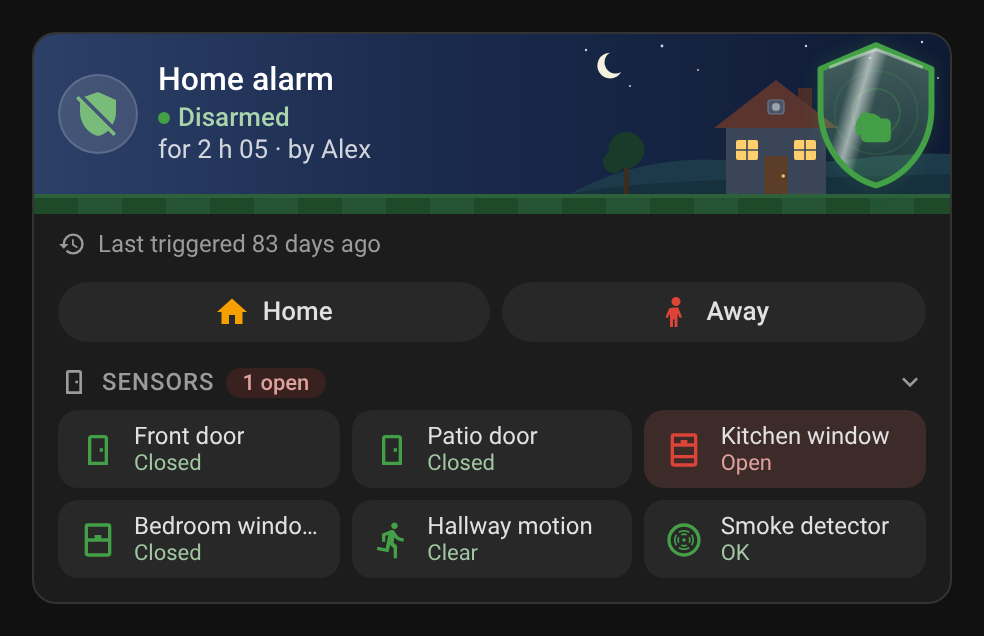 Home alarm
Disarmed
for 2 h 05 · by Alex
Last triggered 83 days ago
Home
Away
SENSORS 1 open
Front door
Closed
Patio door
Closed
Kitchen window
Open
Bedroom windo...
Closed
Hallway motion
Clear
Smoke detector
OK